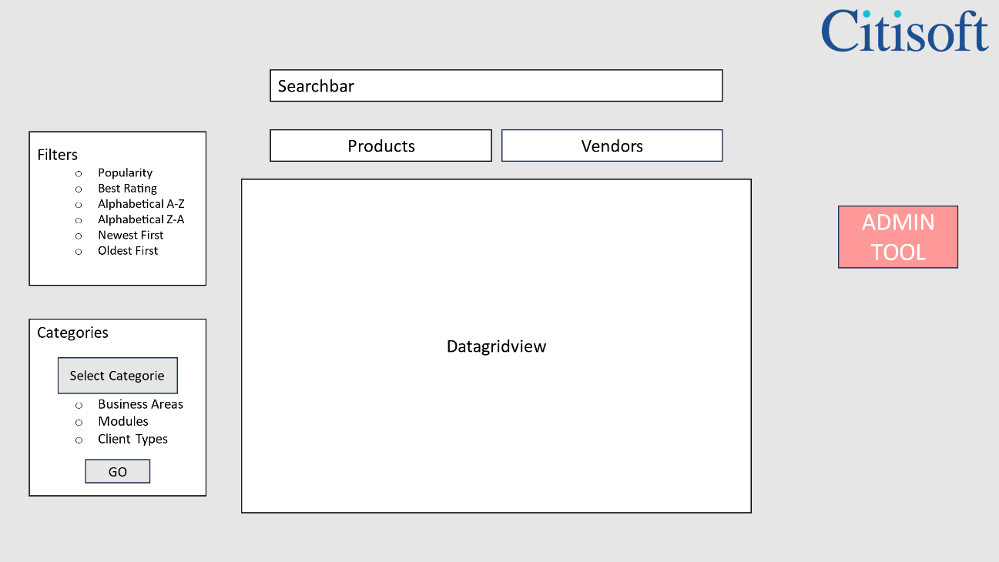 Citisoft
Searchbar
Products
Vendors
Filters
Popularity
Best Rating
Alphabetical A-Z
Alphabetical Z-A
Newest First
Oldest First
ADMIN
TOOL
Categories
Select Categorie
Business Areas
Modules
Client Types
GO
Datagridview